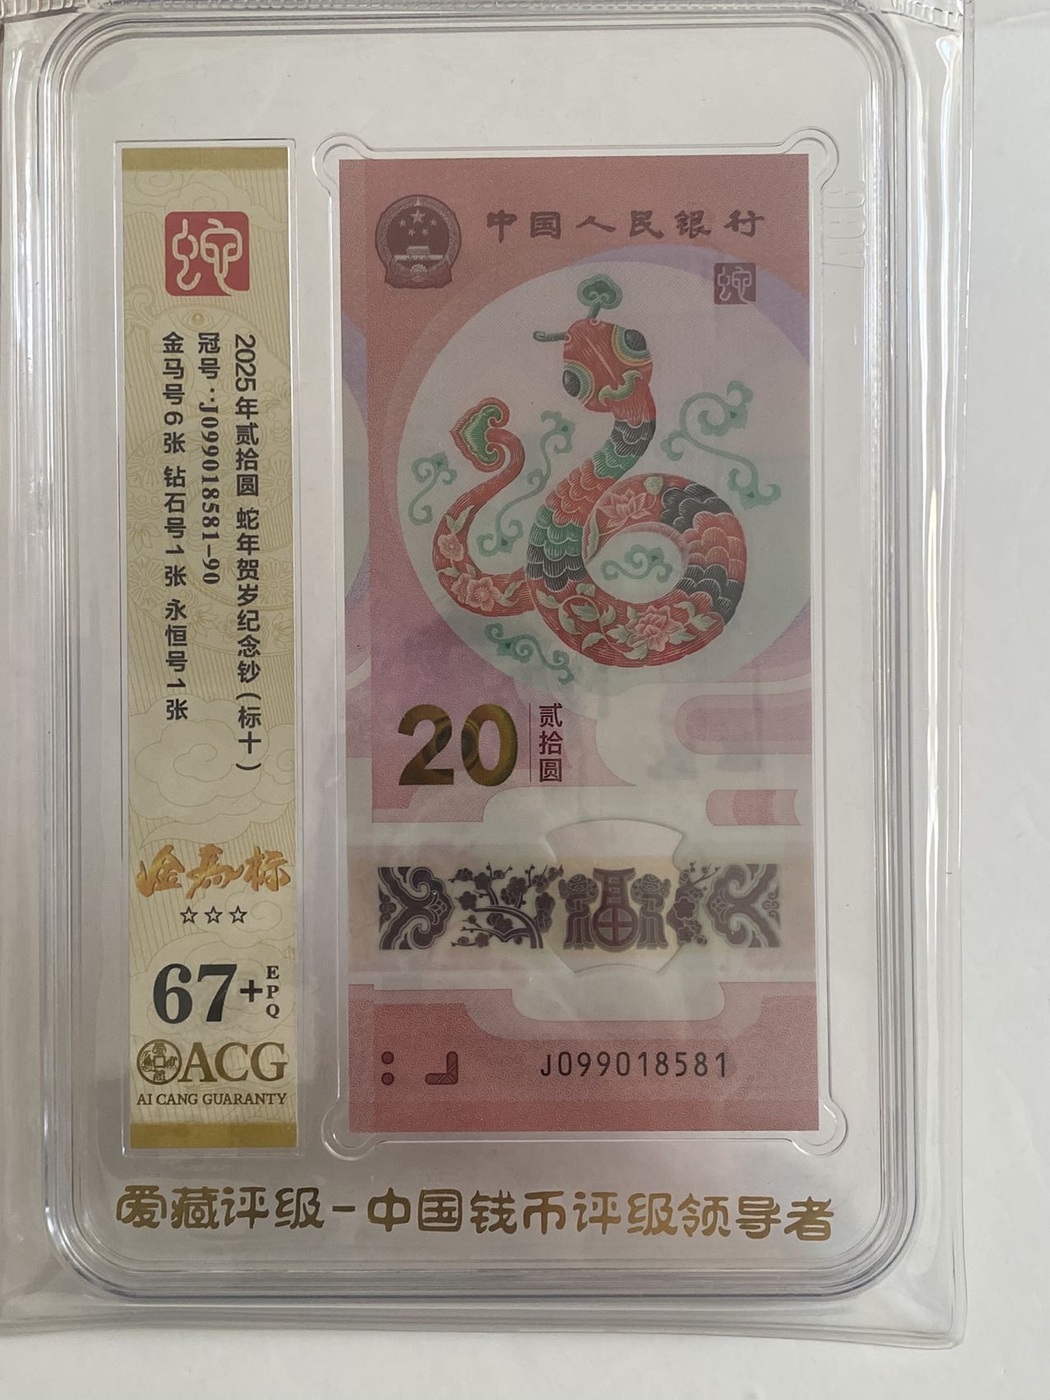 蛇
2025年贰拾圆 蛇年贺岁纪念钞(标十)
冠号:J099018581-90
金马号6张 钻石号1张 永恒号1张
金马标
☆☆☆
67+EPQ
ACG
AI CANG GUARANTY
中国人民银行
蛇
20
贰拾圆
福
J099018581
爱藏评级-中国钱币评级领导者